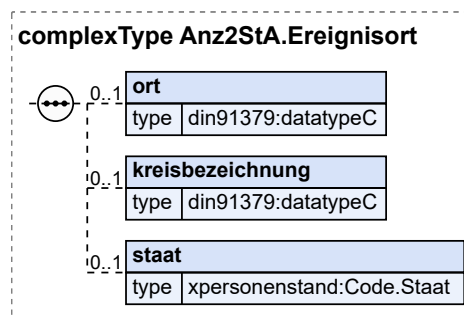 complexType Anz2StA.Ereignisort
0..1
ort
type din91379:datatypeC
0..1
kreisbezeichnung
type din91379:datatypeC
0..1
staat
type xpersonenstand:Code.Staat